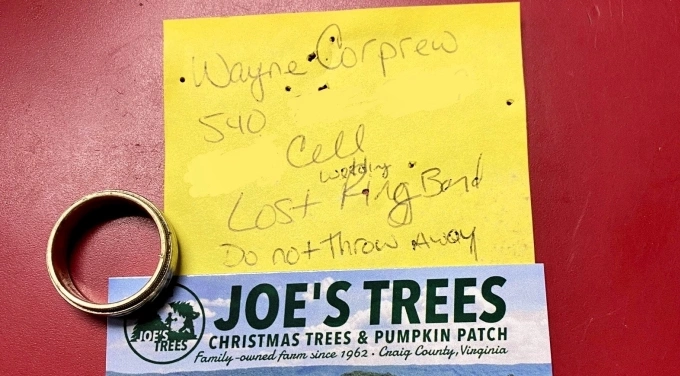 Wayne Corprew
540
Cell
wedding
Lost Ring Band
Do not Throw Away
JOE'S TREES
JOE'S TREES
CHRISTMAS TREES & PUMPKIN PATCH
Family-owned farm since 1962 · Craig County, Virginia